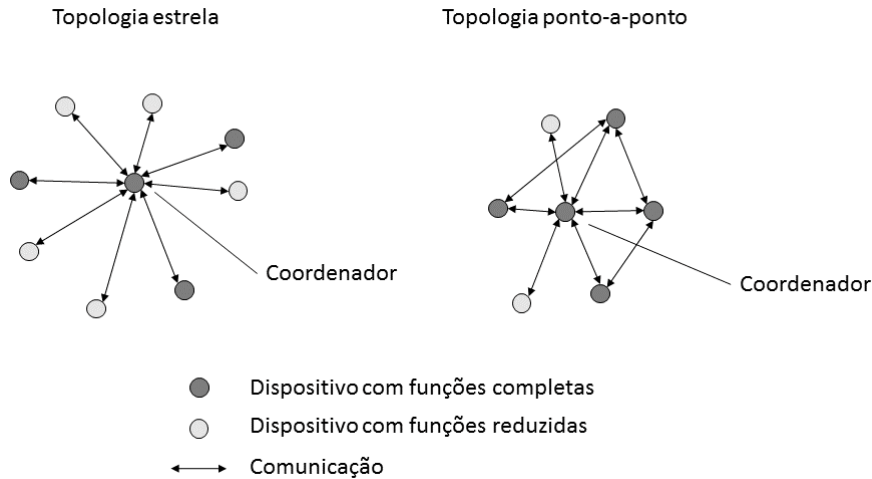 Topologia estrela
Topologia ponto-a-ponto
Coordenador
Coordenador
Dispositivo com funções completas
Dispositivo com funções reduzidas
Comunicação